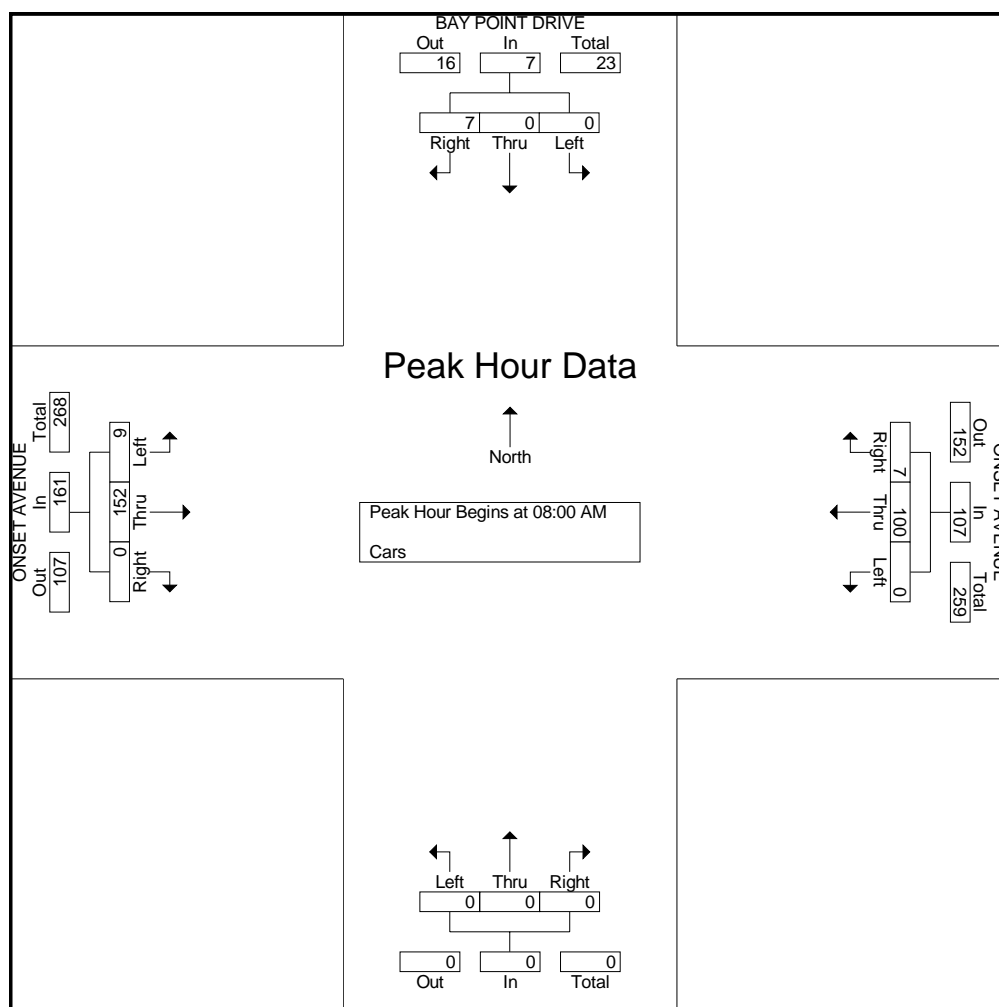 BAY POINT DRIVE
Out In Total
16 7 23
7 0 0
Right Thru Left
Peak Hour Data
North
Peak Hour Begins at 08:00 AM
Cars
ONSET AVENUE
Out In Total
107 161 268
0 152 9
Right Thru Left
ONSET AVENUE
Out In Total
152 107 259
7 100 0
Right Thru Left
Left Thru Right
0 0 0
0 0 0
Out In Total